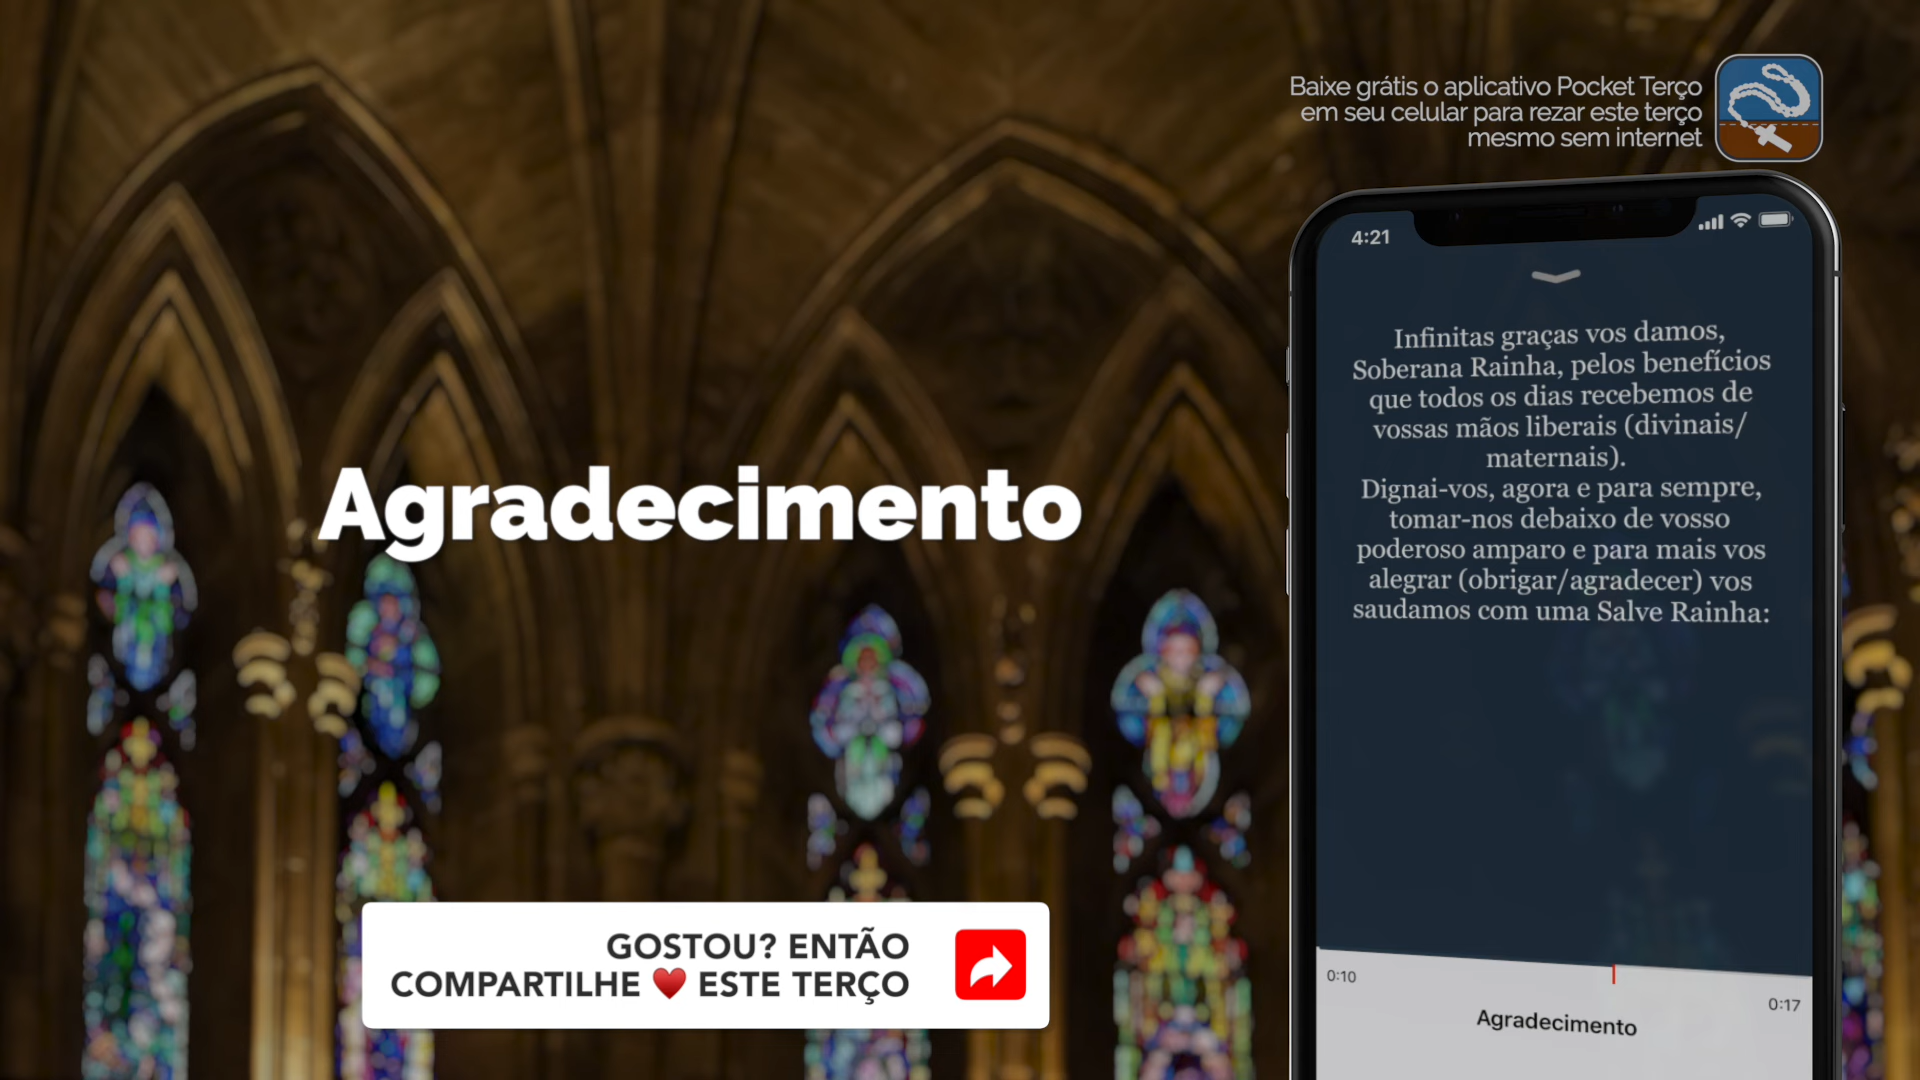 Baixe grátis o aplicativo Pocket Terço
em seu celular para rezar este terço
mesmo sem internet
4:21
Infinitas graças vos damos,
Soberana Rainha, pelos benefícios
que todos os dias recebemos de
vossas mãos liberais (divinais/
maternais).
Dignai-vos, agora e para sempre,
tomar-nos debaixo de vosso
poderoso amparo e para mais vos
alegrar (obrigar/agradecer) vos
saudamos com uma Salve Rainha:
Agradecimento
GOSTOU? ENTÃO
COMPARTILHE ❤️ ESTE TERÇO
0:10
0:17
Agradecimento